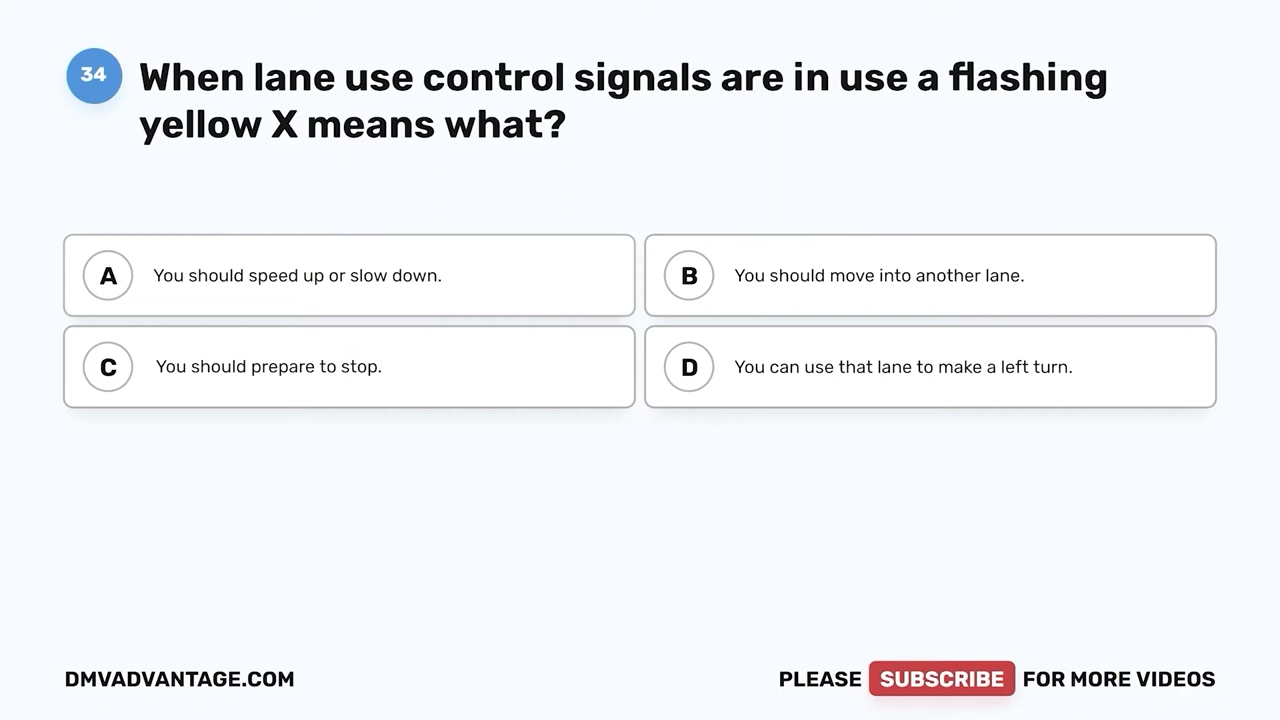 34
When lane use control signals are in use a flashing
yellow X means what?
A
You should speed up or slow down.
B
You should move into another lane.
C
You should prepare to stop.
D
You can use that lane to make a left turn.
DMVADVANTAGE.COM
PLEASE SUBSCRIBE FOR MORE VIDEOS